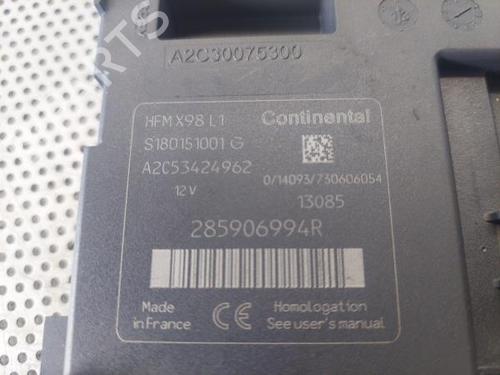 A2C30075300
HFM X98 L1
Continental
S180151001 G
A2C53424962
12V
0/14093/730606054
13085
285906994R
Made in France
CE
Homologation
See user's manual